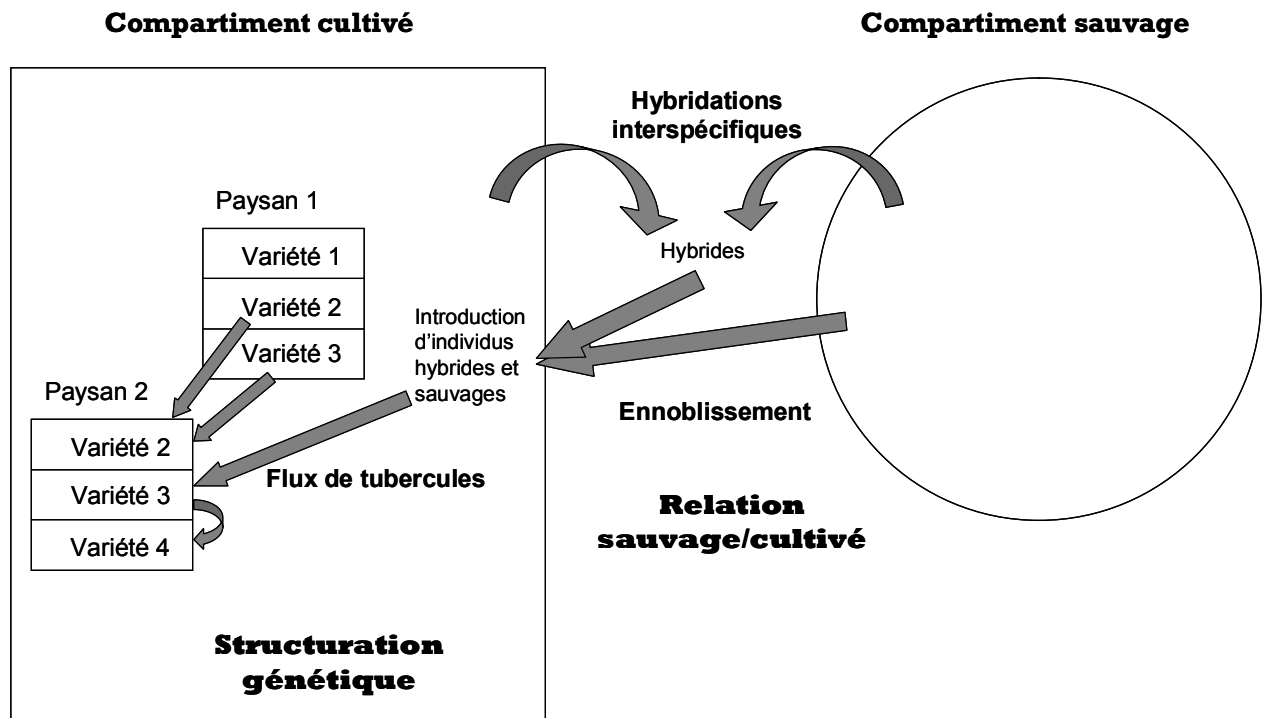 Compartiment cultivé
Compartiment sauvage
Hybridations
interspécifiques
Paysan 1
Variété 1
Variété 2
Variété 3
Hybrides
Introduction
d’individus
hybrides et
sauvages
Paysan 2
Variété 2
Variété 3
Variété 4
Ennoblissement
Flux de tubercules
Relation
sauvage/cultivé
Structuration
génétique